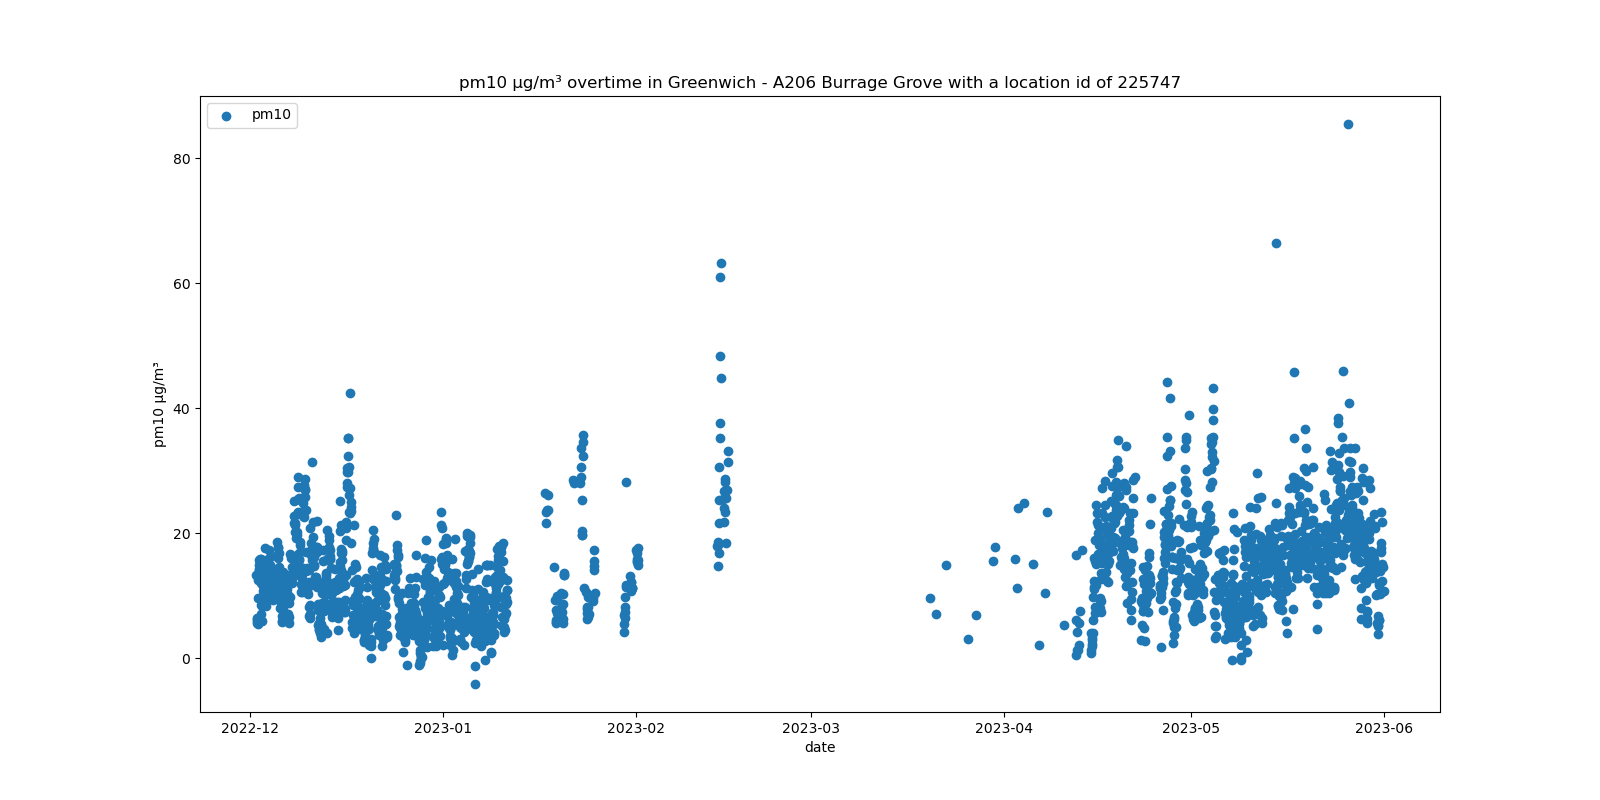 pm10 µg/m³ overtime in Greenwich - A206 Burrage Grove with a location id of 225747
pm10
80
60
40
20
0
pm10 µg/m³
2022-12 2023-01 2023-02 2023-03 2023-04 2023-05 2023-06
date